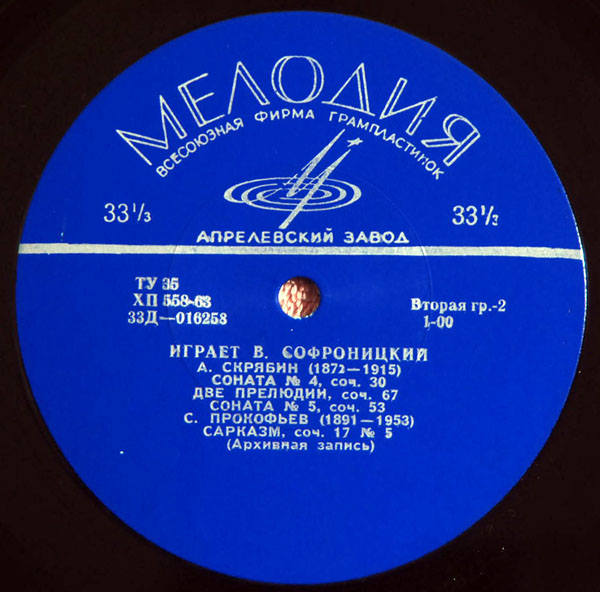 МЕЛОДИЯ
ВСЕСОЮЗНАЯ ФИРМА ГРАМПЛАСТИНОК
33 1/3
33 1/3
АПРЕЛЕВСКИЙ ЗАВОД
ТУ 35
ХП 558-63
33Д—016258
Вторая гр.-2
1-00
ИГРАЕТ В. СОФРОНИЦКИЙ
А. СКРЯБИН (1872—1915)
СОНАТА № 4, соч. 30
ДВЕ ПРЕЛЮДИИ, соч. 67
СОНАТА № 5, соч. 53
С. ПРОКОФЬЕВ (1891—1953)
САРКАЗМ, соч. 17 № 5
(Архивная запись)